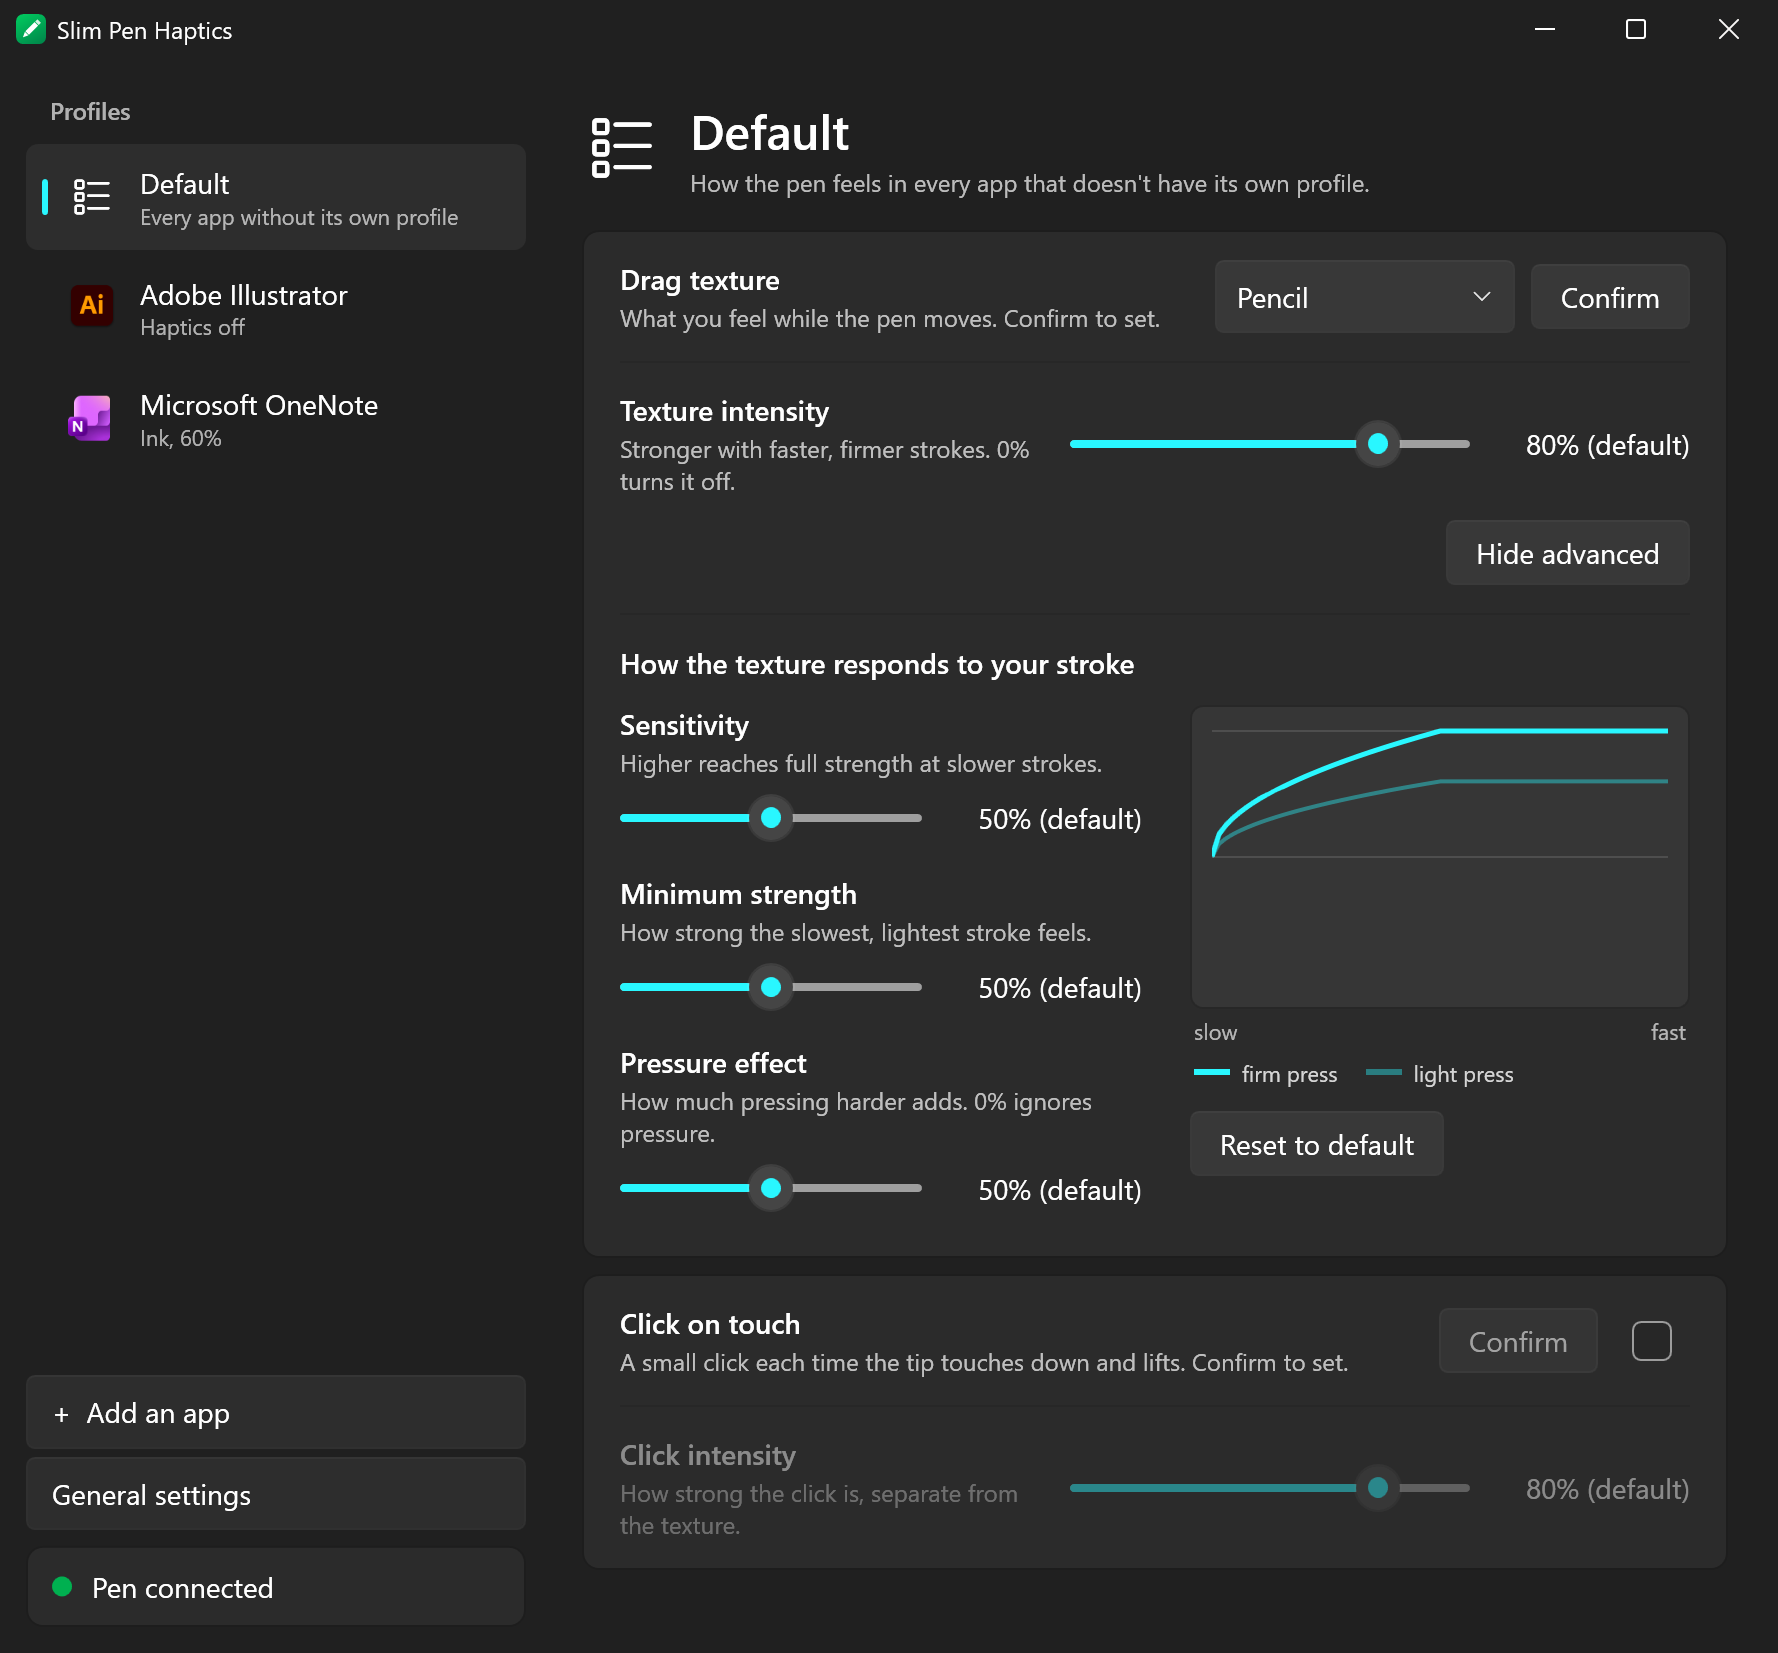 Slim Pen Haptics
Profiles
Default
Every app without its own profile
Ai
Adobe Illustrator
Haptics off
N
Microsoft OneNote
Ink, 60%
+ Add an app
General settings
Pen connected
Default
How the pen feels in every app that doesn't have its own profile.
Drag texture
What you feel while the pen moves. Confirm to set.
Pencil
Confirm
Texture intensity
Stronger with faster, firmer strokes. 0%
turns it off.
80% (default)
Hide advanced
How the texture responds to your stroke
Sensitivity
Higher reaches full strength at slower strokes.
50% (default)
Minimum strength
How strong the slowest, lightest stroke feels.
50% (default)
Pressure effect
How much pressing harder adds. 0% ignores
pressure.
50% (default)
slow
fast
firm press
light press
Reset to default
Click on touch
A small click each time the tip touches down and lifts. Confirm to set.
Confirm
Click intensity
How strong the click is, separate from
the texture.
80% (default)